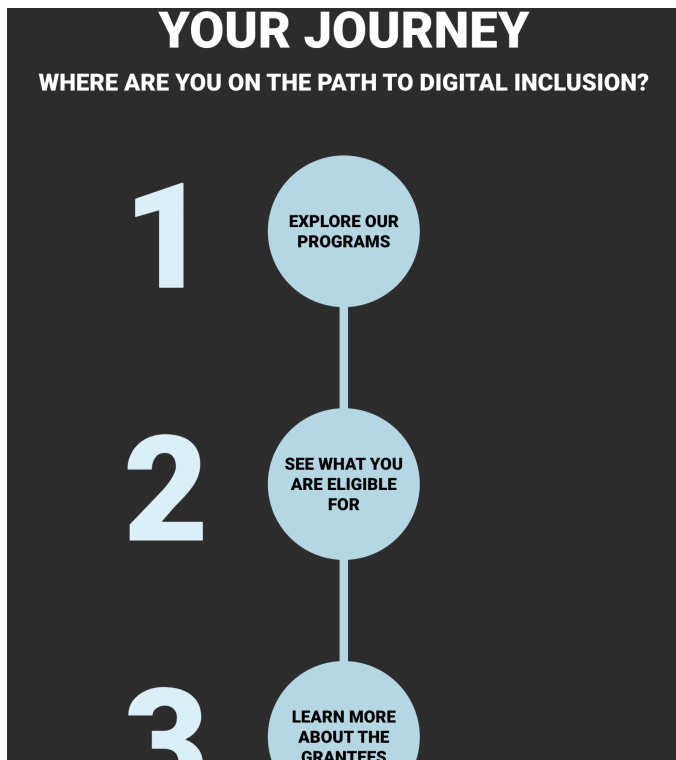 YOUR JOURNEY
WHERE ARE YOU ON THE PATH TO DIGITAL INCLUSION?
1
EXPLORE OUR
PROGRAMS
2
SEE WHAT YOU
ARE ELIGIBLE
FOR
3
LEARN MORE
ABOUT THE
GRANTEES